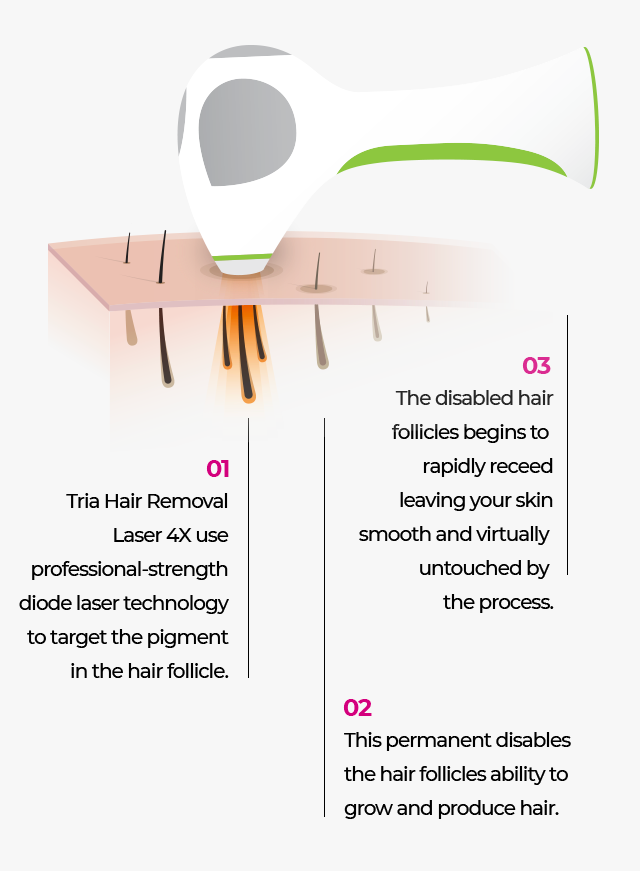 01
Tria Hair Removal
Laser 4X use
professional-strength
diode laser technology
to target the pigment
in the hair follicle.
02
This permanent disables
the hair follicles ability to
grow and produce hair.
03
The disabled hair
follicles begins to
rapidly receed
leaving your skin
smooth and virtually
untouched by
the process.